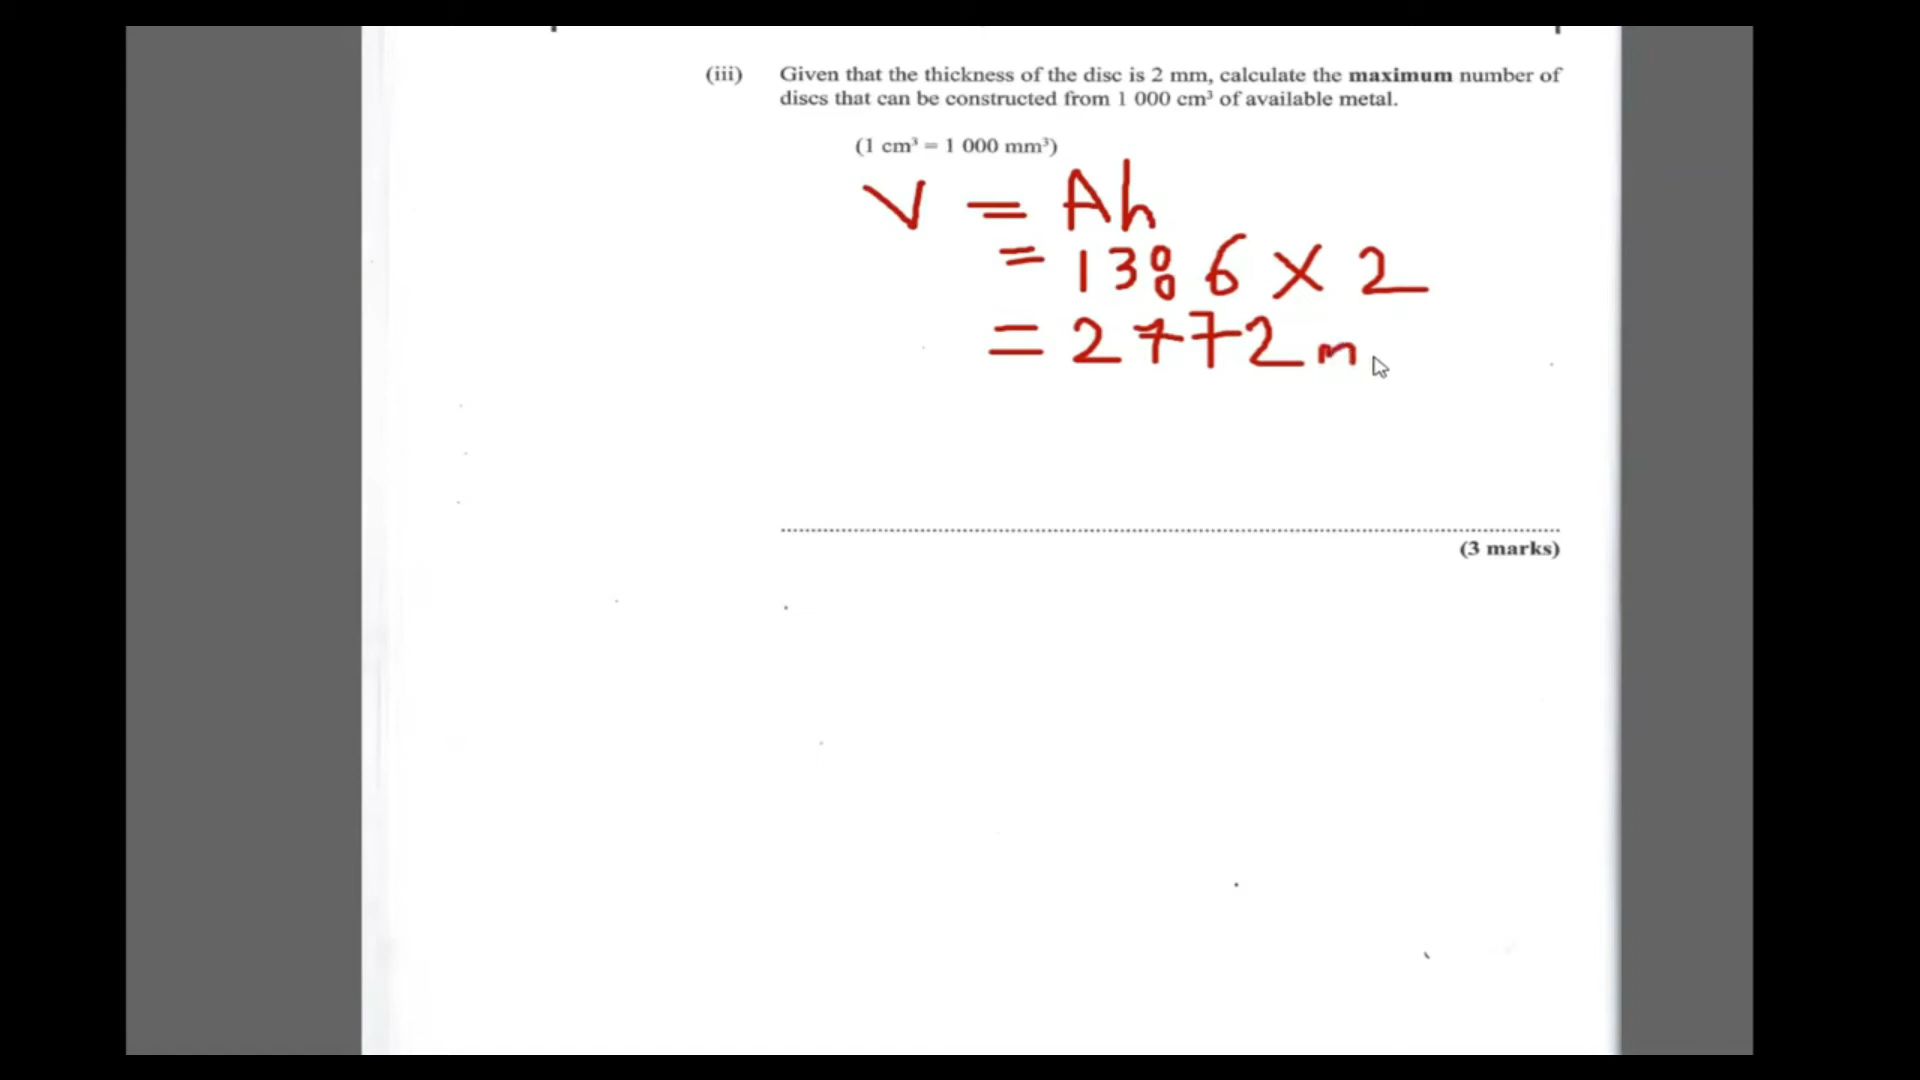 (iii) Given that the thickness of the disc is 2 mm, calculate the maximum number of
discs that can be constructed from 1 000 cm³ of available metal.
(1 cm³ = 1 000 mm³)
V = Ah
= 1386 × 2
= 2772m
(3 marks)